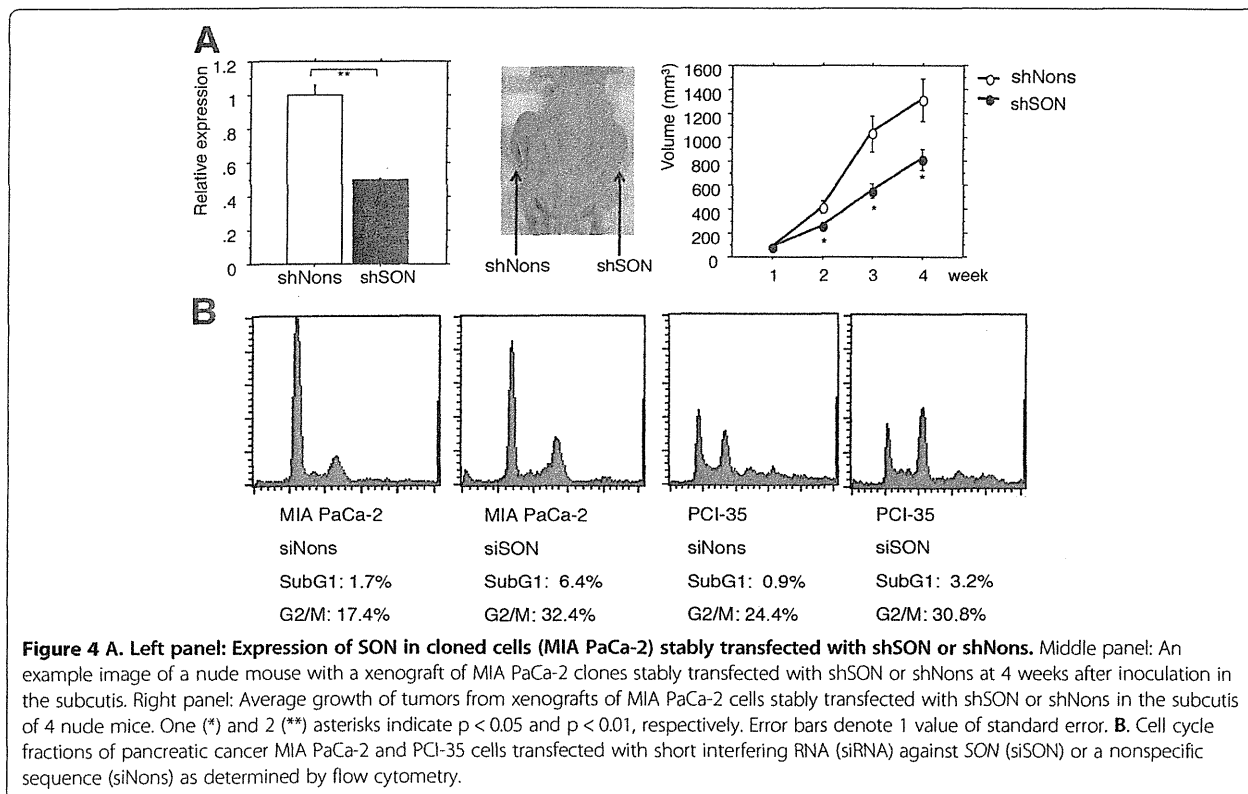 A
1.2
1
.8
.6
.4
.2
0
Relative expression
**
shNons shSON
shNons shSON
Volume (mm³)
1600
1400
1200
1000
800
600
400
200
0
*
*
*
1 2 3 4 week
shNons
shSON
B
MIA PaCa-2 MIA PaCa-2 PCI-35 PCI-35
siNons siSON siNons siSON
SubG1: 1.7% SubG1: 6.4% SubG1: 0.9% SubG1: 3.2%
G2/M: 17.4% G2/M: 32.4% G2/M: 24.4% G2/M: 30.8%
Figure 4 A. Left panel: Expression of SON in cloned cells (MIA PaCa-2) stably transfected with shSON or shNons. Middle panel: An
example image of a nude mouse with a xenograft of MIA PaCa-2 clones stably transfected with shSON or shNons at 4 weeks after inoculation in
the subcutis. Right panel: Average growth of tumors from xenografts of MIA PaCa-2 cells stably transfected with shSON or shNons in the subcutis
of 4 nude mice. One (*) and 2 (**) asterisks indicate p < 0.05 and p < 0.01, respectively. Error bars denote 1 value of standard error. B. Cell cycle
fractions of pancreatic cancer MIA PaCa-2 and PCI-35 cells transfected with short interfering RNA (siRNA) against SON (siSON) or a nonspecific
sequence (siNons) as determined by flow cytometry.